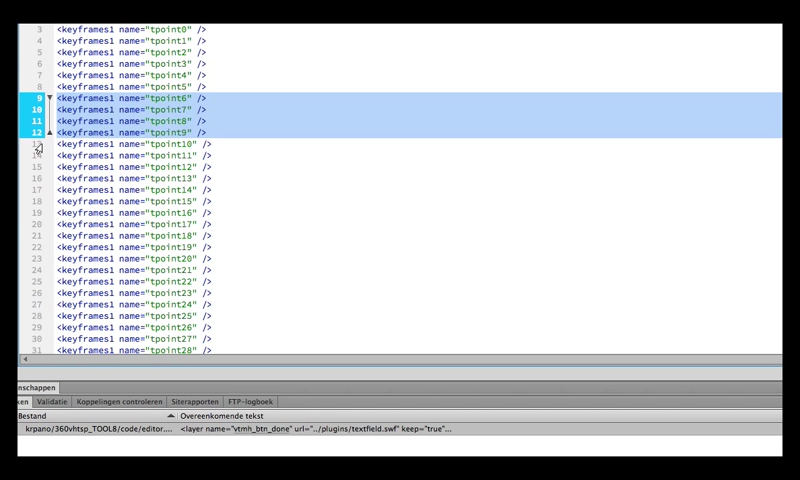 3 <keyframes1 name="tpoint0" />
4 <keyframes1 name="tpoint1" />
5 <keyframes1 name="tpoint2" />
6 <keyframes1 name="tpoint3" />
7 <keyframes1 name="tpoint4" />
8 <keyframes1 name="tpoint5" />
9 <keyframes1 name="tpoint6" />
10 <keyframes1 name="tpoint7" />
11 <keyframes1 name="tpoint8" />
12 <keyframes1 name="tpoint9" />
13 <keyframes1 name="tpoint10" />
14 <keyframes1 name="tpoint11" />
15 <keyframes1 name="tpoint12" />
16 <keyframes1 name="tpoint13" />
17 <keyframes1 name="tpoint14" />
18 <keyframes1 name="tpoint15" />
19 <keyframes1 name="tpoint16" />
20 <keyframes1 name="tpoint17" />
21 <keyframes1 name="tpoint18" />
22 <keyframes1 name="tpoint19" />
23 <keyframes1 name="tpoint20" />
24 <keyframes1 name="tpoint21" />
25 <keyframes1 name="tpoint22" />
26 <keyframes1 name="tpoint23" />
27 <keyframes1 name="tpoint24" />
28 <keyframes1 name="tpoint25" />
29 <keyframes1 name="tpoint26" />
30 <keyframes1 name="tpoint27" />
31 <keyframes1 name="tpoint28" />
nschappen
ken Validatie Koppelingen controleren Siterapporten FTP-logboek
Bestand Overeenkomende tekst
krpano/360vhtsp_TOOL8/code/editor.... <layer name="vtmh_btn_done" url="../plugins/textfield.swf" keep="true"...